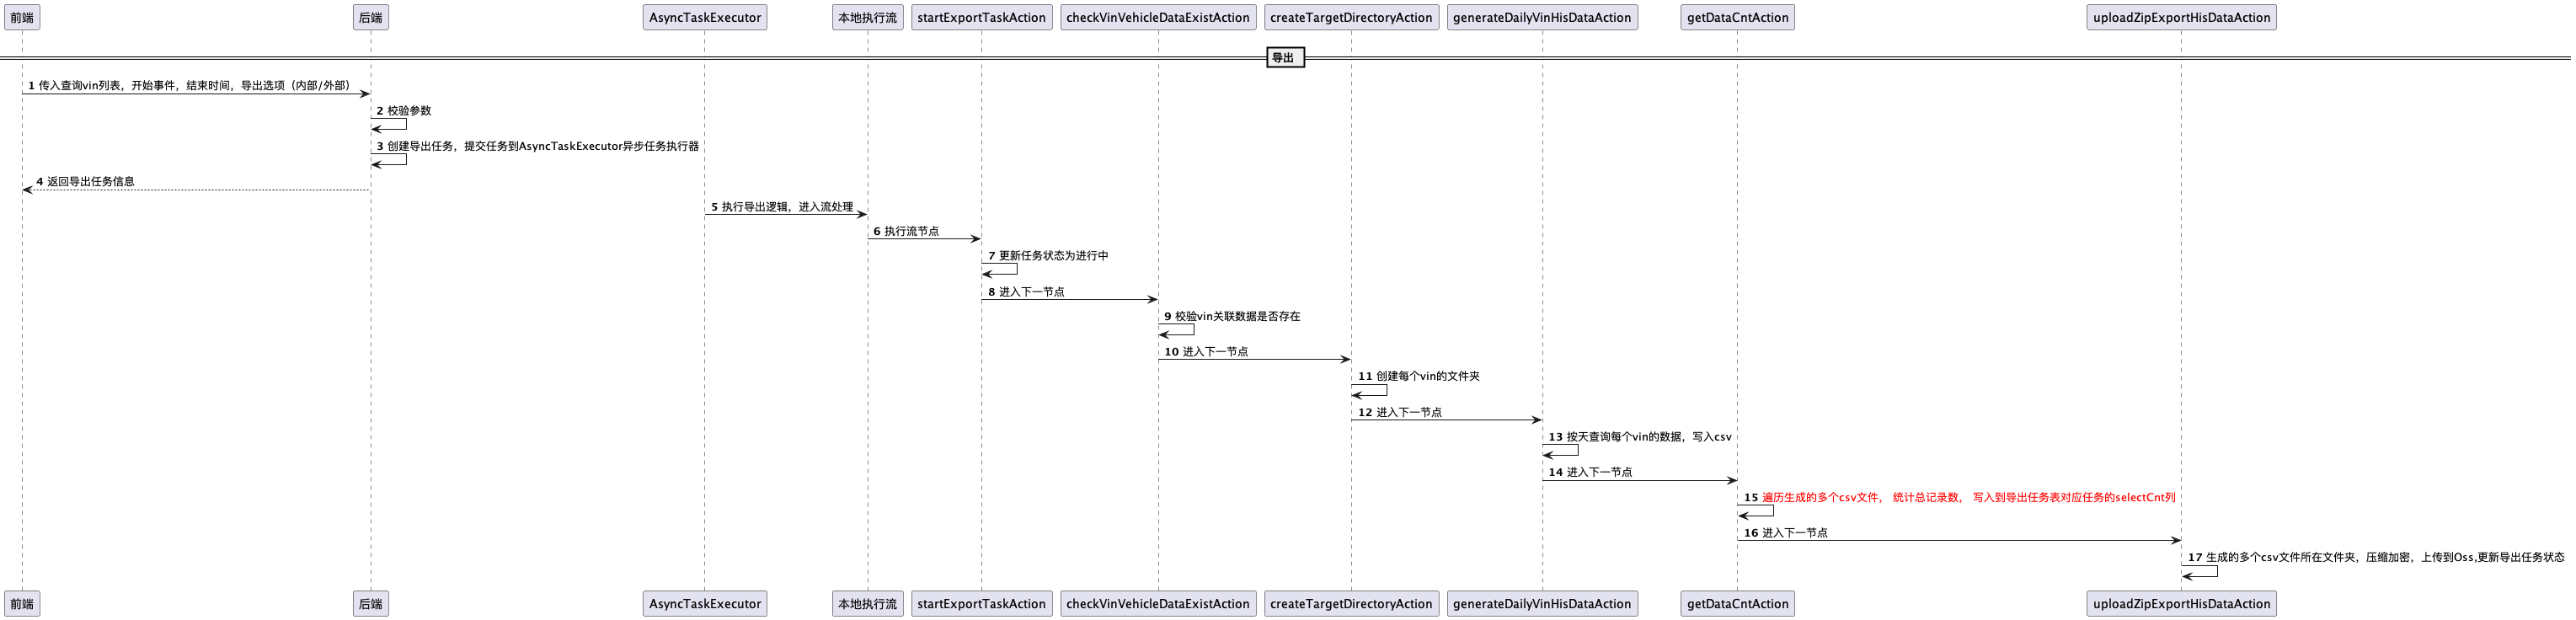 前端 后端 AsyncTaskExecutor 本地执行流 startExportTaskAction checkVinVehicleDataExistAction createTargetDirectoryAction generateDailyVinHisDataAction getDataCntAction uploadZipExportHisDataAction
导出
1 传入查询vin列表，开始事件，结束时间，导出选项（内部/外部）
2 校验参数
3 创建导出任务，提交任务到AsyncTaskExecutor异步任务执行器
4 返回导出任务信息
5 执行导出逻辑，进入流处理
6 执行流节点
7 更新任务状态为进行中
8 进入下一节点
9 校验vin关联数据是否存在
10 进入下一节点
11 创建每个vin的文件夹
12 进入下一节点
13 按天查询每个vin的数据，写入csv
14 进入下一节点
15 遍历生成的多个csv文件， 统计总记录数， 写入到导出任务表对应任务的selectCnt列
16 进入下一节点
17 生成的多个csv文件所在文件夹，压缩加密，上传到Oss,更新导出任务状态
前端 后端 AsyncTaskExecutor 本地执行流 startExportTaskAction checkVinVehicleDataExistAction createTargetDirectoryAction generateDailyVinHisDataAction getDataCntAction uploadZipExportHisDataAction